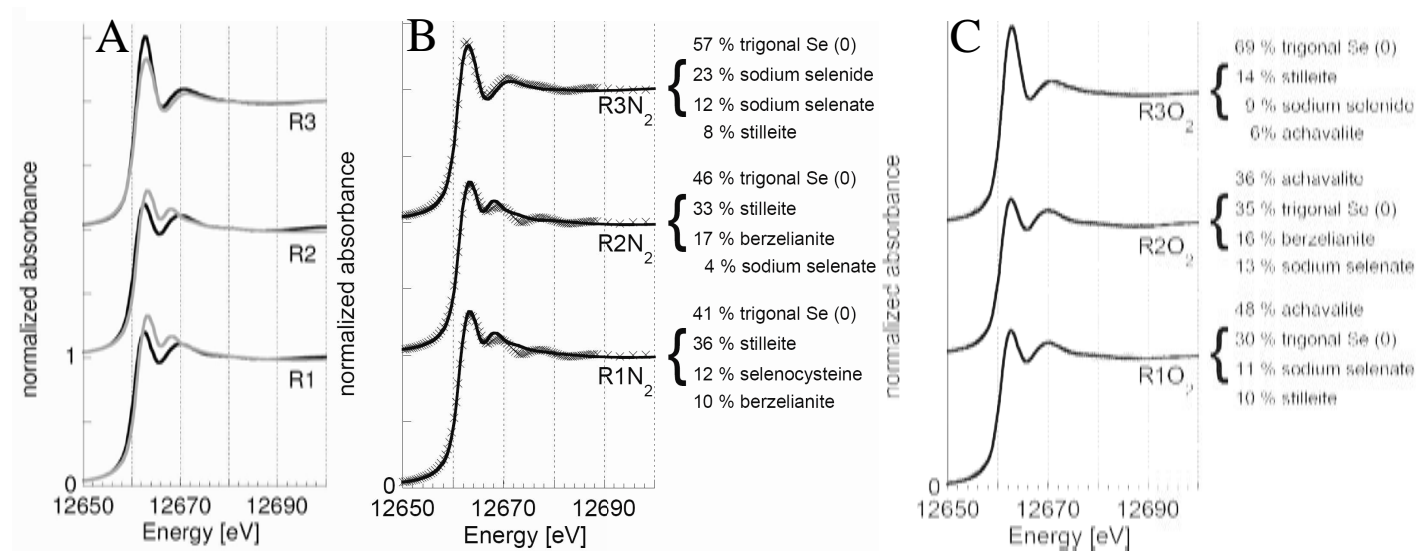 A
normalized absorbance
R3
R2
1
R1
0
12650
12670
12690
Energy [eV]
B
normalized absorbance
57 % trigonal Se (0)
23 % sodium selenide
R3N2
12 % sodium selenate
8 % stilleite
46 % trigonal Se (0)
33 % stilleite
R2N2
17 % berzelianite
4 % sodium selenate
41 % trigonal Se (0)
36 % stilleite
R1N2
12 % selenocysteine
10 % berzelianite
0
12650
12670
12690
Energy [eV]
C
normalized absorbance
69 % trigonal Se (0)
14 % stilleite
R3O2
9 % sodium selenide
6% achavalite
36 % achavalite
35 % trigonal Se (0)
R2O2
16 % berzelianite
13 % sodium selenate
48 % achavalite
30 % trigonal Se (0)
R1O2
11 % sodium selenate
10 % stilleite
0
12650
12670
12690
Energy [eV]